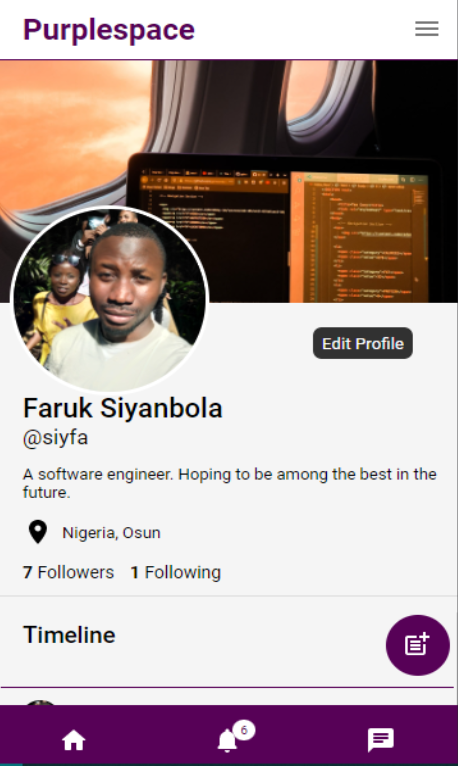 Purplespace
Edit Profile
Faruk Siyanbola
@siyfa
A software engineer. Hoping to be among the best in the
future.
Nigeria, Osun
7 Followers 1 Following
Timeline
6